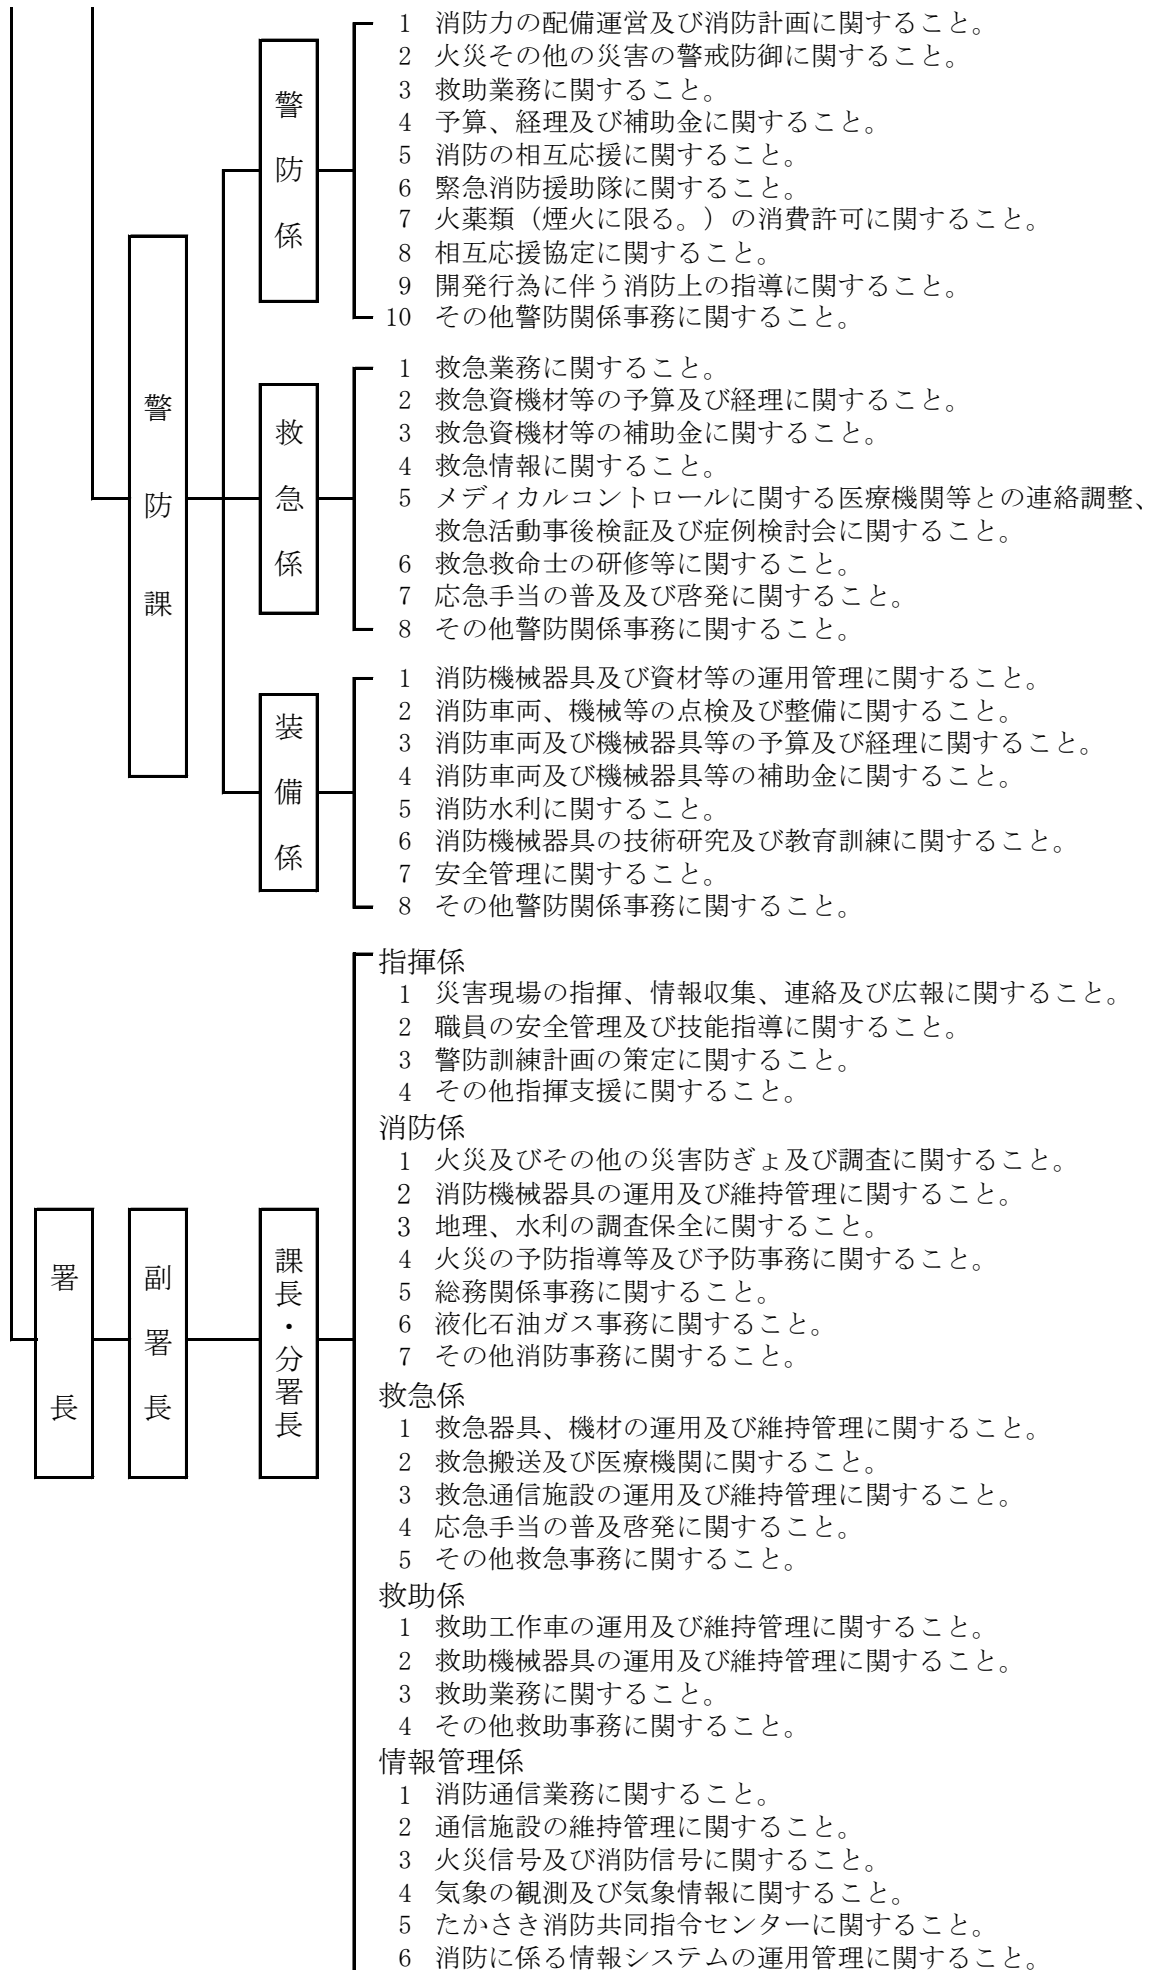 警防課
警防係
1 消防力の配備運営及び消防計画に関すること。
2 火災その他の災害の警戒防御に関すること。
3 救助業務に関すること。
4 予算、経理及び補助金に関すること。
5 消防の相互応援に関すること。
6 緊急消防援助隊に関すること。
7 火薬類（煙火に限る。）の消費許可に関すること。
8 相互応援協定に関すること。
9 開発行為に伴う消防上の指導に関すること。
10 その他警防関係事務に関すること。
救急係
1 救急業務に関すること。
2 救急資機材等の予算及び経理に関すること。
3 救急資機材等の補助金に関すること。
4 救急情報に関すること。
5 メディカルコントロールに関する医療機関等との連絡調整、
救急活動事後検証及び症例検討会に関すること。
6 救急救命士の研修等に関すること。
7 応急手当の普及及び啓発に関すること。
8 その他警防関係事務に関すること。
装備係
1 消防機械器具及び資材等の運用管理に関すること。
2 消防車両、機械等の点検及び整備に関すること。
3 消防車両及び機械器具等の予算及び経理に関すること。
4 消防車両及び機械器具等の補助金に関すること。
5 消防水利に関すること。
6 消防機械器具の技術研究及び教育訓練に関すること。
7 安全管理に関すること。
8 その他警防関係事務に関すること。
署長
副署長
課長・分署長
指揮係
1 災害現場の指揮、情報収集、連絡及び広報に関すること。
2 職員の安全管理及び技能指導に関すること。
3 警防訓練計画の策定に関すること。
4 その他指揮支援に関すること。
消防係
1 火災及びその他の災害防ぎょ及び調査に関すること。
2 消防機械器具の運用及び維持管理に関すること。
3 地理、水利の調査保全に関すること。
4 火災の予防指導等及び予防事務に関すること。
5 総務関係事務に関すること。
6 液化石油ガス事務に関すること。
7 その他消防事務に関すること。
救急係
1 救急器具、機材の運用及び維持管理に関すること。
2 救急搬送及び医療機関に関すること。
3 救急通信施設の運用及び維持管理に関すること。
4 応急手当の普及啓発に関すること。
5 その他救急事務に関すること。
救助係
1 救助工作車の運用及び維持管理に関すること。
2 救助機械器具の運用及び維持管理に関すること。
3 救助業務に関すること。
4 その他救助事務に関すること。
情報管理係
1 消防通信業務に関すること。
2 通信施設の維持管理に関すること。
3 火災信号及び消防信号に関すること。
4 気象の観測及び気象情報に関すること。
5 たかさき消防共同指令センターに関すること。
6 消防に係る情報システムの運用管理に関すること。